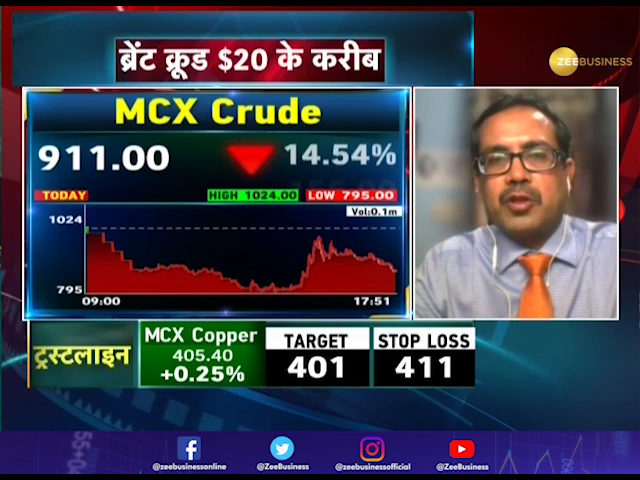 ब्रेंट क्रूड $20 के करीब
ZEEBUSINESS
MCX Crude
911.00 14.54%
TODAY HIGH 1024.00 LOW 795.00
Vol:0.1m
1024
795
09:00 17:51
ट्रस्टलाइन
MCX Copper
405.40
+0.25%
TARGET
401
STOP LOSS
411
@zeebusinessonline
@ZeeBusiness
@zeebusinessofficial
@ZeeBusiness